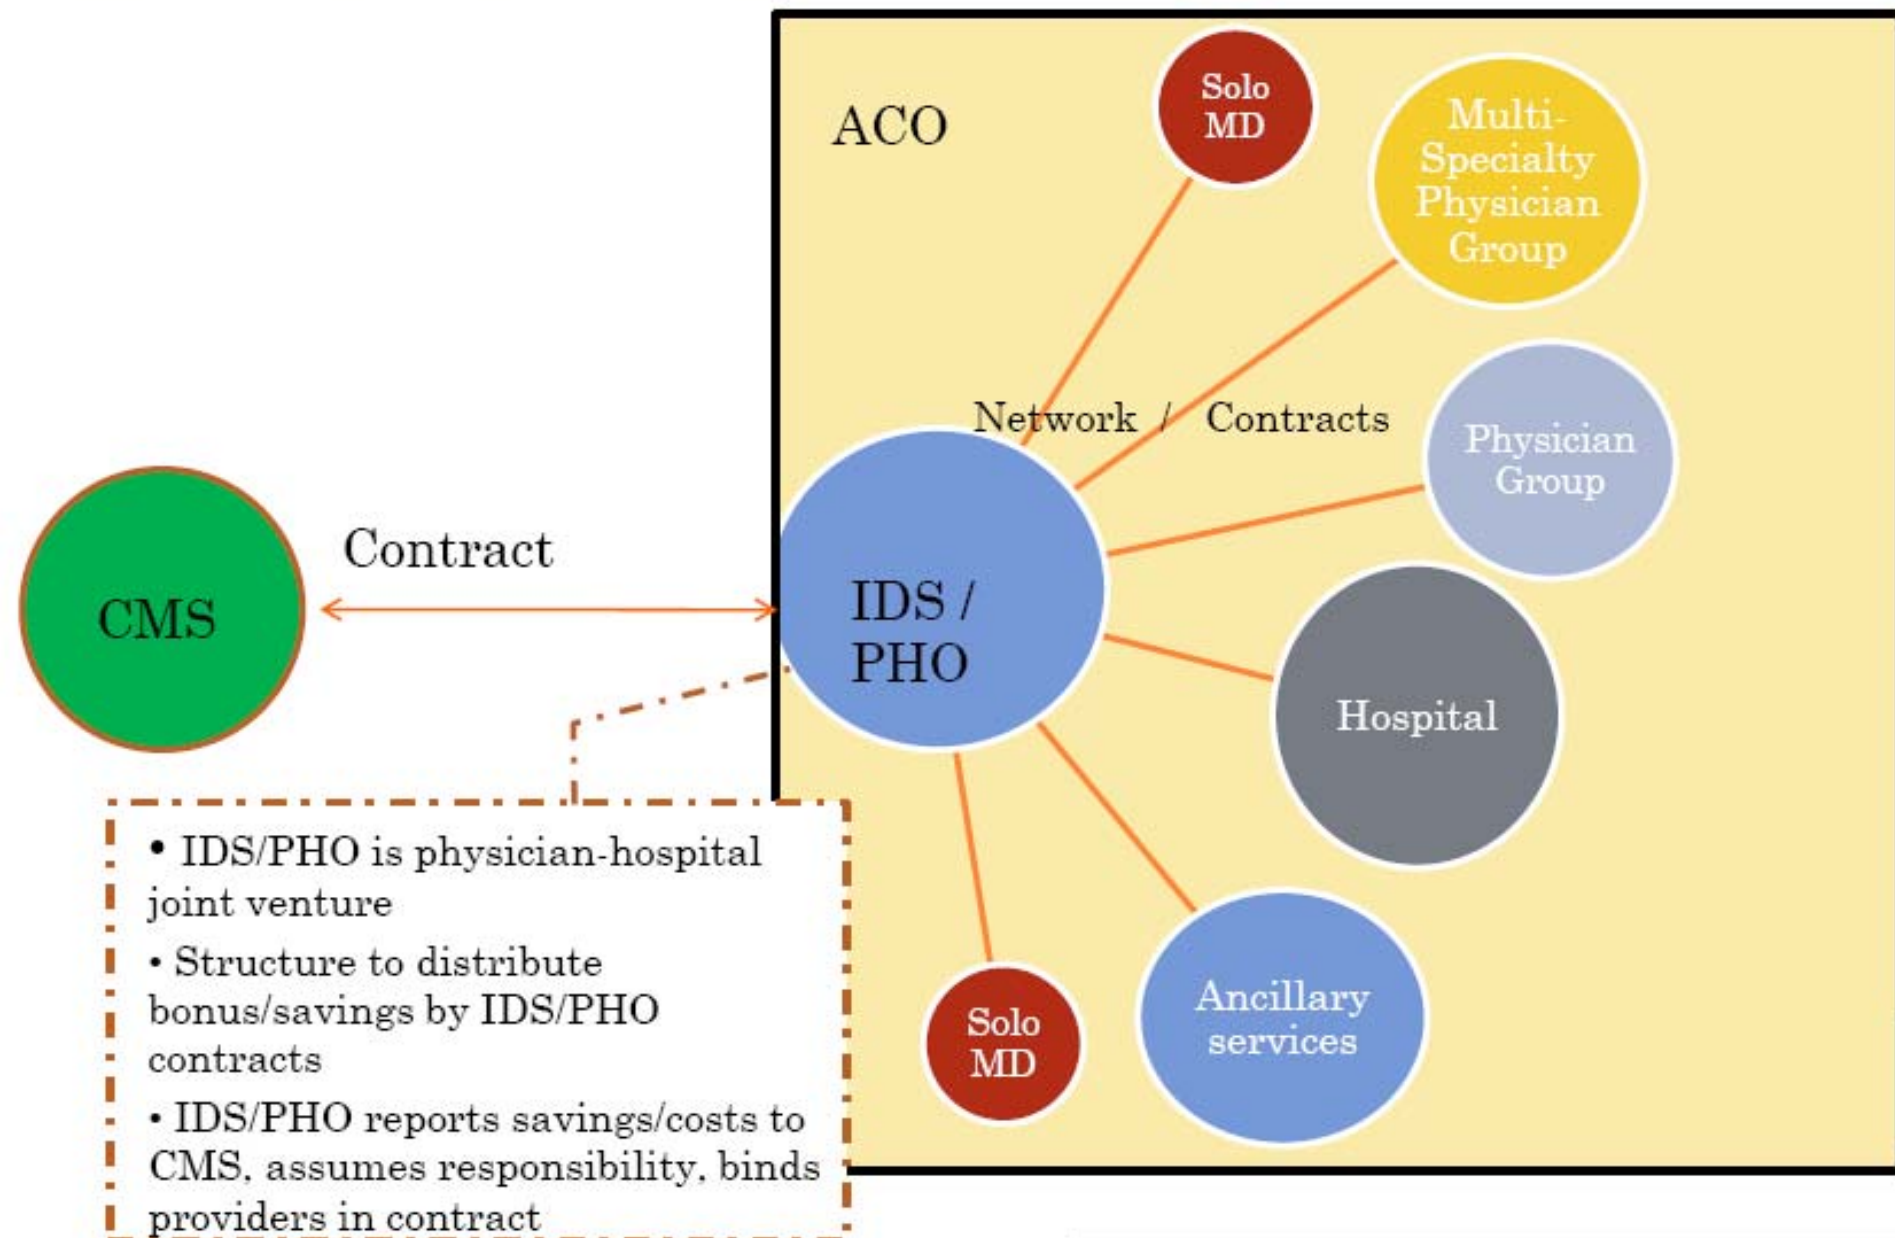 ACO
Solo
MD
Multi-
Specialty
Physician
Group
Network / Contracts
Physician
Group
Contract
CMS
IDS /
PHO
Hospital
• IDS/PHO is physician-hospital
joint venture
• Structure to distribute
bonus/savings by IDS/PHO
contracts
• IDS/PHO reports savings/costs to
CMS, assumes responsibility, binds
providers in contract
Solo
MD
Ancillary
services